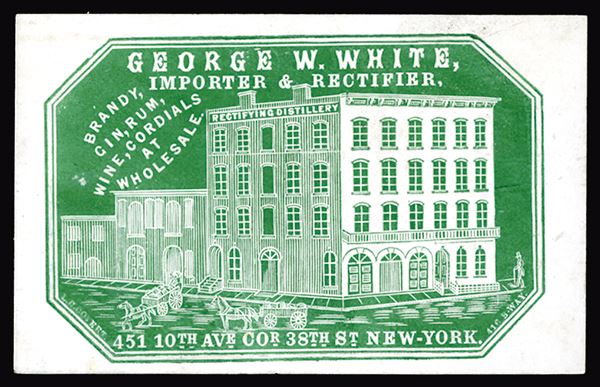 GEORGE W. WHITE,
IMPORTER & RECTIFIER,
BRANDY,
GIN, RUM,
WINE, CORDIALS
AT
WHOLESALE.
RECTIFYING DISTILLERY
451 10TH AVE COR 38TH ST NEW-YORK.